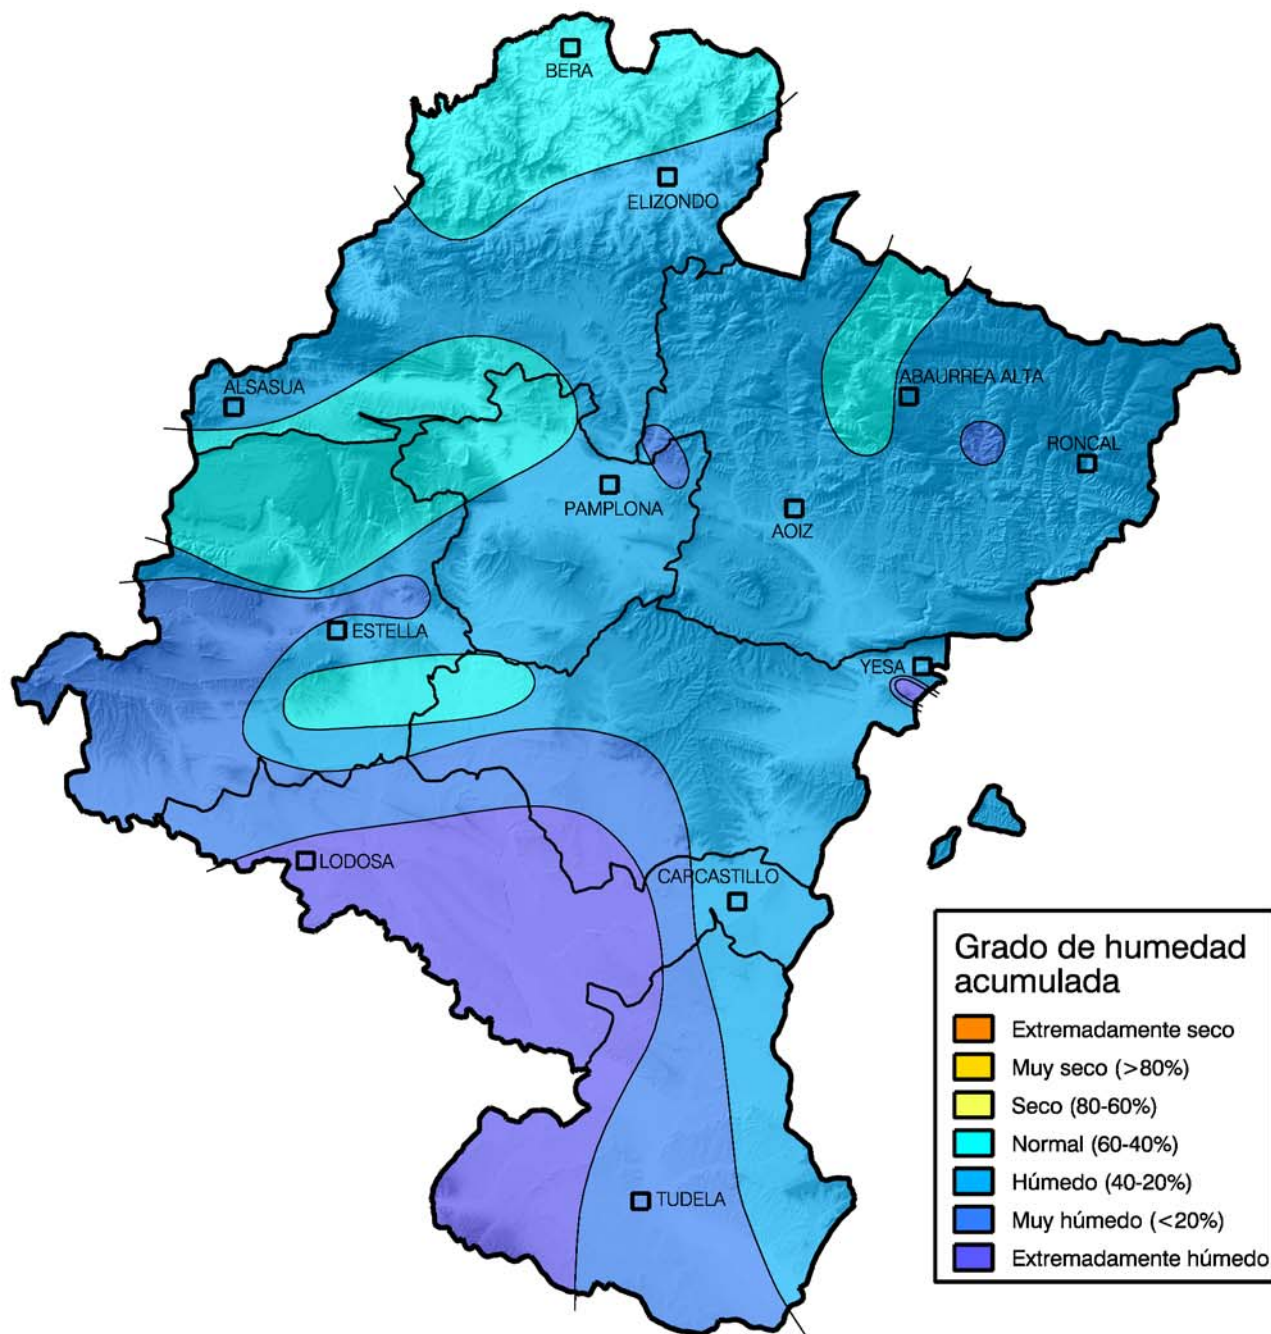 BERA
ELIZONDO
ALSASUA
ABAURREA ALTA
RONCAL
PAMPLONA
AOIZ
ESTELLA
YESA
LODOSA
CARCASTILLO
TUDELA
Grado de humedad
acumulada
Extremadamente seco
Muy seco (>80%)
Seco (80-60%)
Normal (60-40%)
Húmedo (40-20%)
Muy húmedo (<20%)
Extremadamente húmedo